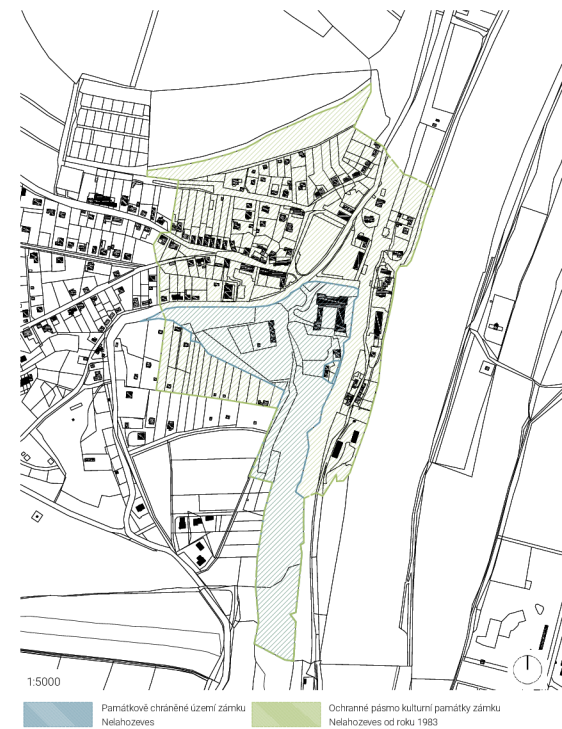 1:5000
Památkově chráněné území zámku
Nelahozeves
Ochranné pásmo kulturní památky zámku
Nelahozeves od roku 1983